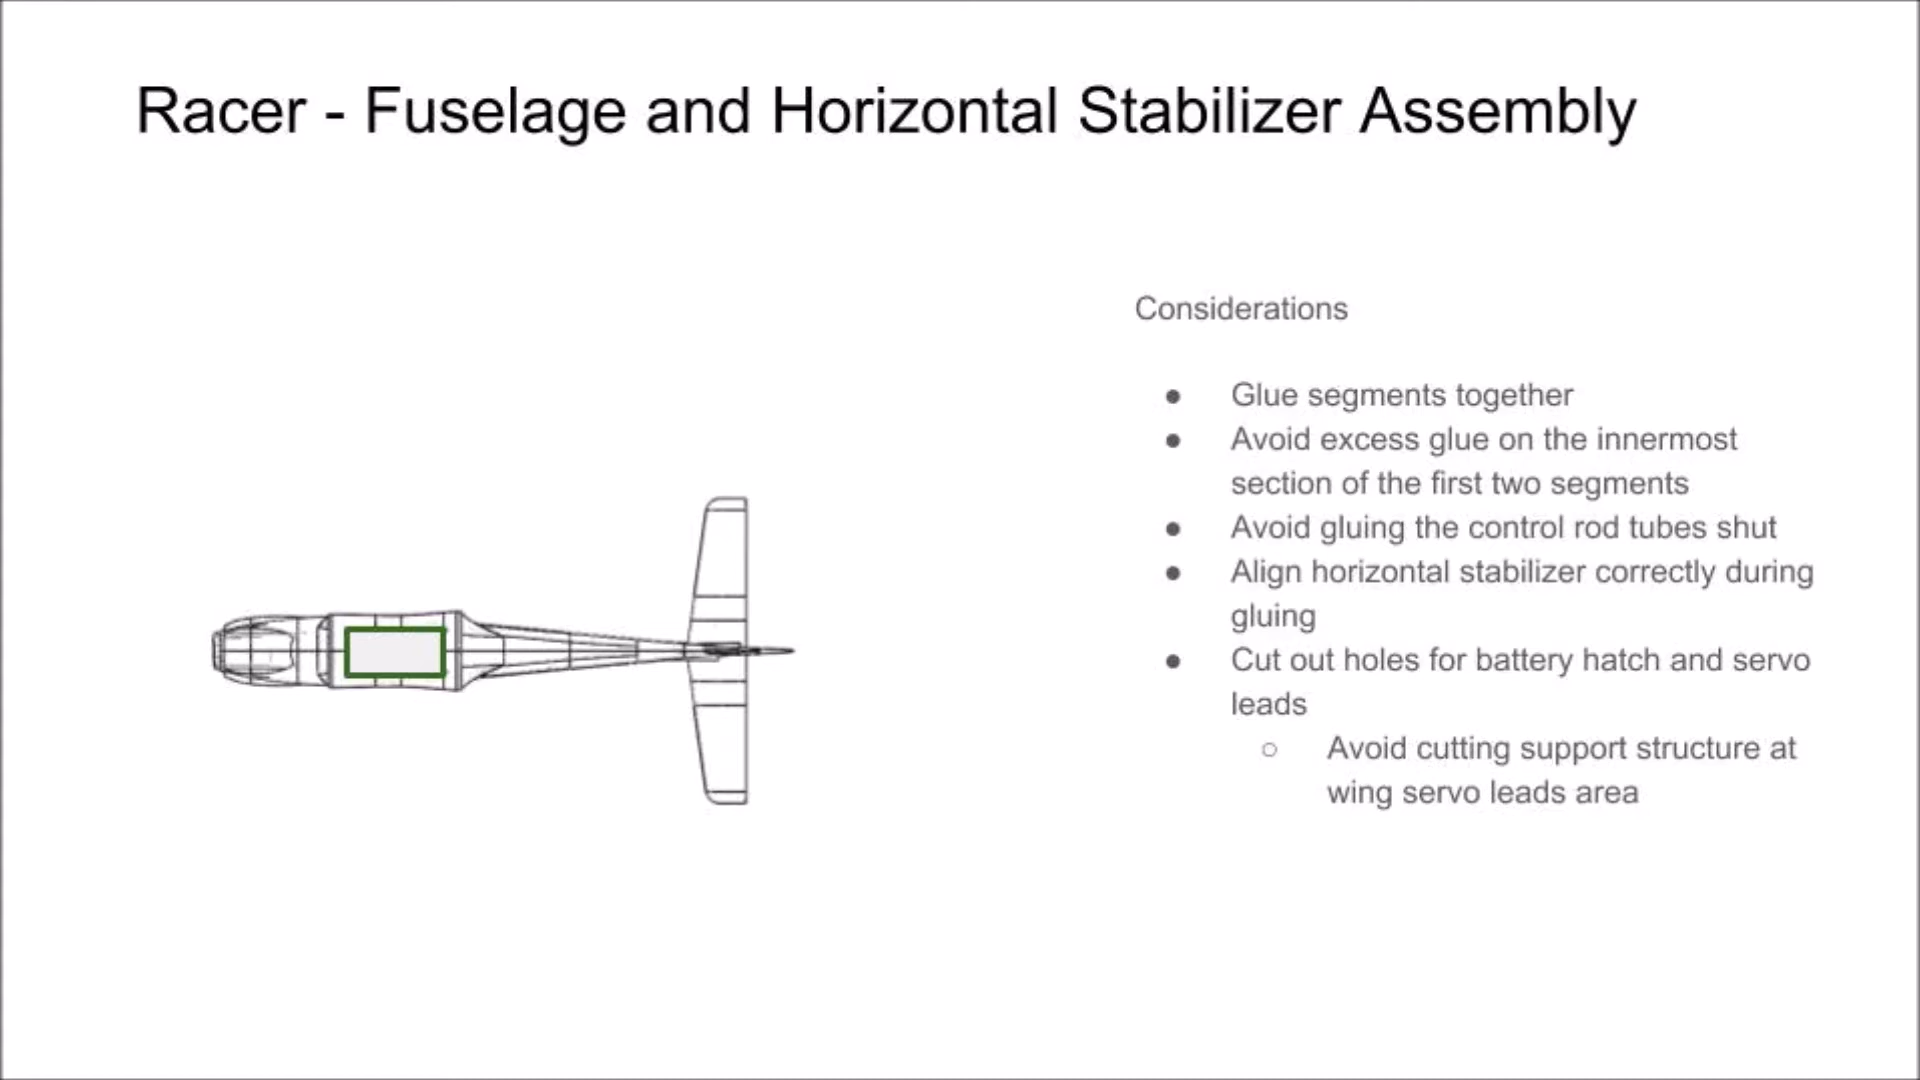 Racer - Fuselage and Horizontal Stabilizer Assembly
Considerations
● Glue segments together
● Avoid excess glue on the innermost
section of the first two segments
● Avoid gluing the control rod tubes shut
● Align horizontal stabilizer correctly during
gluing
● Cut out holes for battery hatch and servo
leads
○ Avoid cutting support structure at
wing servo leads area